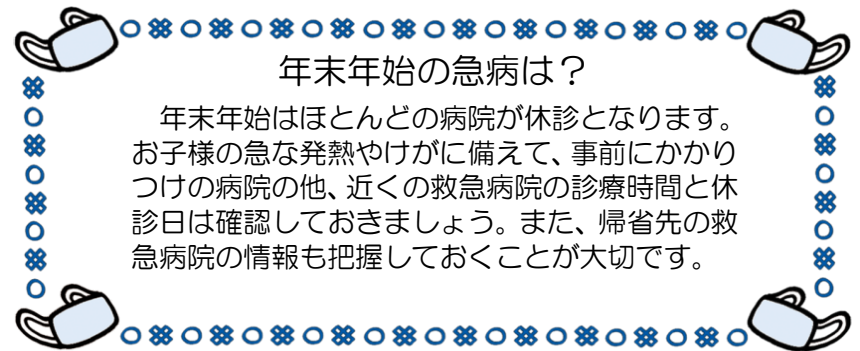 年末年始の急病は？
年末年始はほとんどの病院が休診となります。
お子様の急な発熱やけがに備えて、事前にかかり
つけの病院の他、近くの救急病院の診療時間と休
診日は確認しておきましょう。また、帰省先の救
急病院の情報も把握しておくことが大切です。